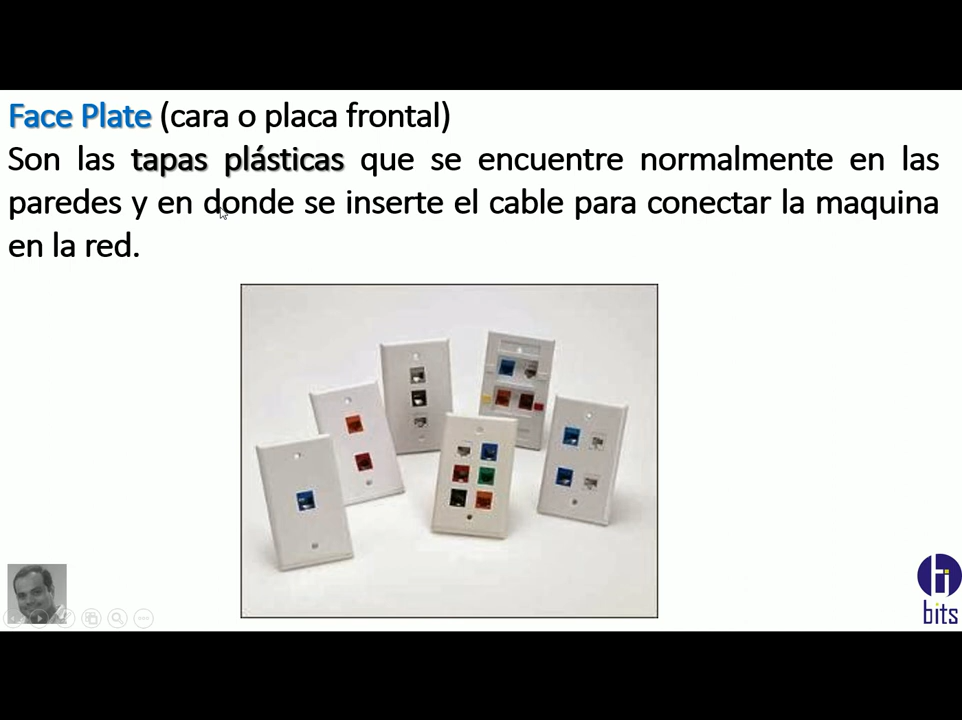 Face Plate (cara o placa frontal)
Son las tapas plásticas que se encuentre normalmente en las
paredes y en donde se inserte el cable para conectar la maquina
en la red.
bits